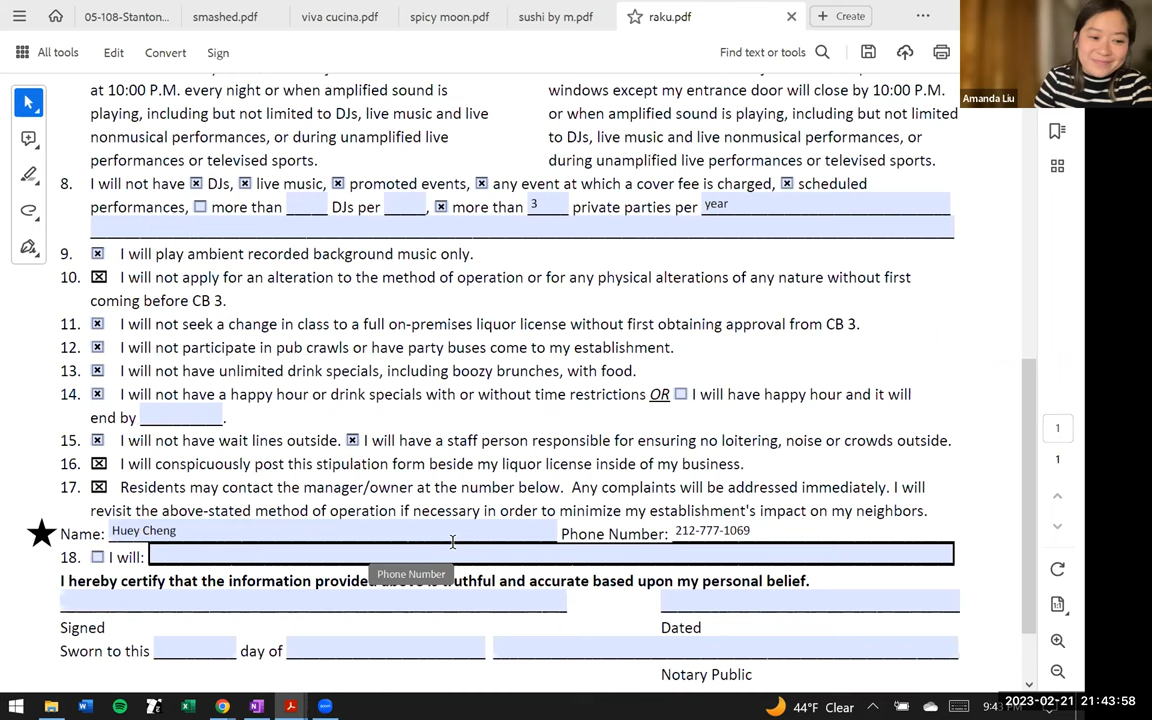 05-108-Stanton...
smashed.pdf
viva cucina.pdf
spicy moon.pdf
sushi by m.pdf
raku.pdf
Create
All tools
Edit
Convert
Sign
Find text or tools
Amanda Liu
at 10:00 P.M. every night or when amplified sound is
playing, including but not limited to DJs, live music and live
nonmusical performances, or during unamplified live
performances or televised sports.
windows except my entrance door will close by 10:00 P.M.
or when amplified sound is playing, including but not limited
to DJs, live music and live nonmusical performances, or
during unamplified live performances or televised sports.
8. I will not have DJs, live music, promoted events, any event at which a cover fee is charged, scheduled
performances, more than DJs per , more than 3 private parties per year
9. I will play ambient recorded background music only.
10. I will not apply for an alteration to the method of operation or for any physical alterations of any nature without first
coming before CB 3.
11. I will not seek a change in class to a full on-premises liquor license without first obtaining approval from CB 3.
12. I will not participate in pub crawls or have party buses come to my establishment.
13. I will not have unlimited drink specials, including boozy brunches, with food.
14. I will not have a happy hour or drink specials with or without time restrictions OR I will have happy hour and it will
end by .
15. I will not have wait lines outside. I will have a staff person responsible for ensuring no loitering, noise or crowds outside.
16. I will conspicuously post this stipulation form beside my liquor license inside of my business.
17. Residents may contact the manager/owner at the number below. Any complaints will be addressed immediately. I will
revisit the above-stated method of operation if necessary in order to minimize my establishment's impact on my neighbors.
Name: Huey Cheng Phone Number: 212-777-1069
18. I will:
Phone Number
I hereby certify that the information provided is truthful and accurate based upon my personal belief.
Signed Dated
Sworn to this day of
Notary Public
1
1
1:1
44°F Clear
2023-02-21 21:43:58